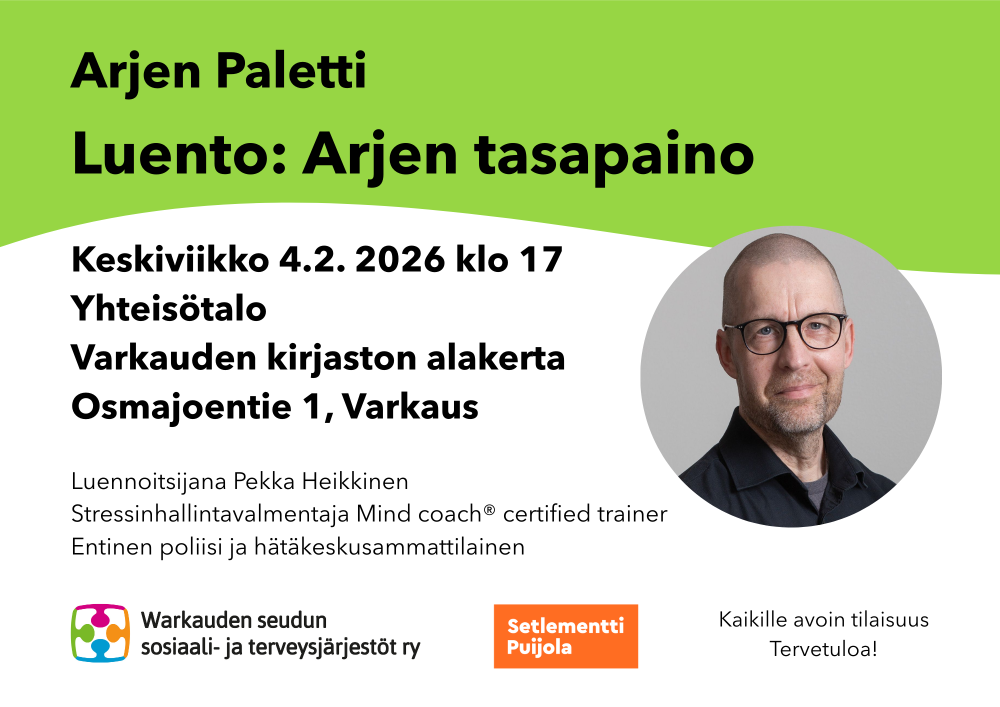 Arjen Paletti
Luento: Arjen tasapaino
Keskiviikko 4.2. 2026 klo 17
Yhteisötalo
Varkauden kirjaston alakerta
Osmajoentie 1, Varkaus
Luennoitsijana Pekka Heikkinen
Stressinhallintavalmentaja Mind coach® certified trainer
Entinen poliisi ja hätäkeskusammattilainen
Warkauden seudun
sosiaali- ja terveysjärjestöt ry
Setlementti
Puijola
Kaikille avoin tilaisuus
Tervetuloa!